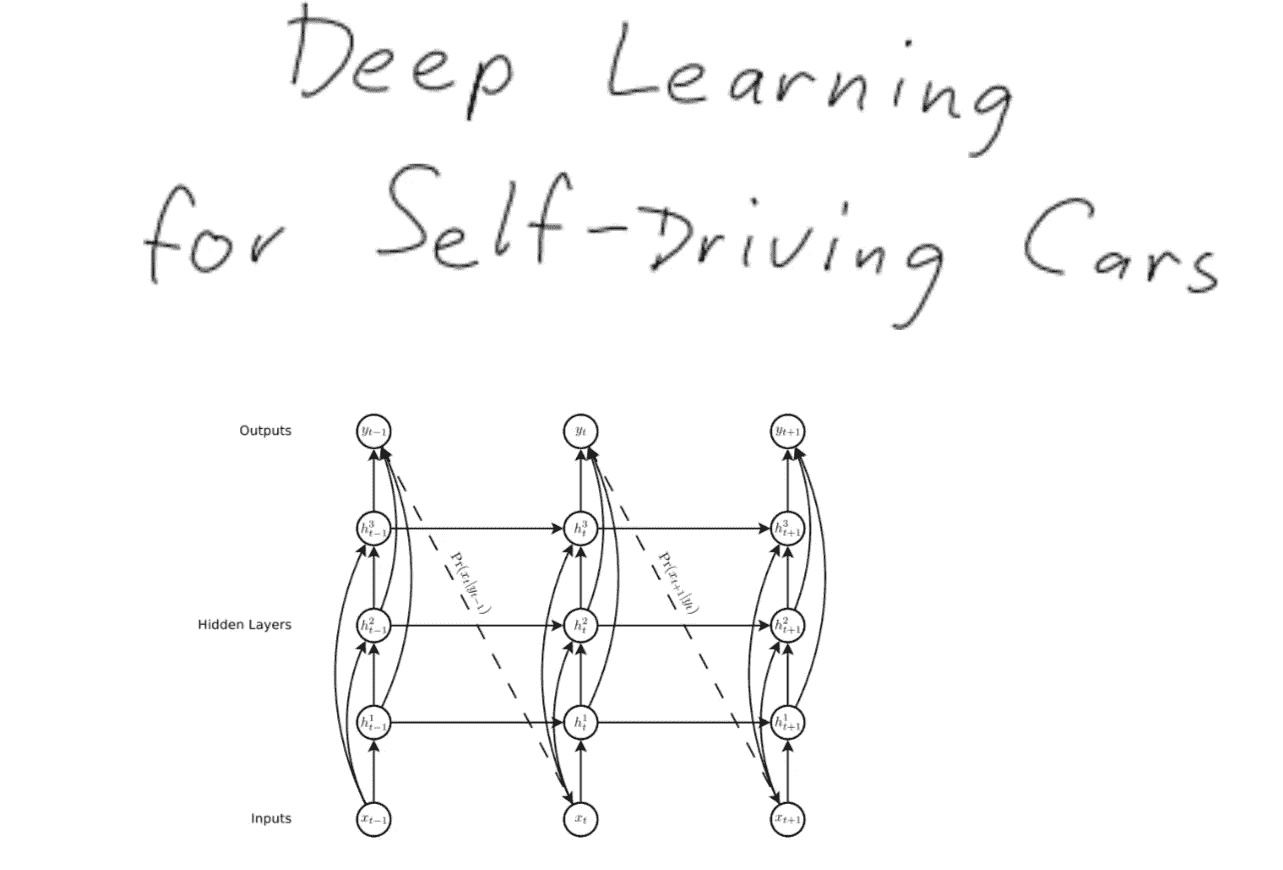 Deep Learning
for Self-Driving Cars
Outputs
y_{t−1} y_t y_{t+1}
h^3_{t−1} h^3_t h^3_{t+1}
Pr(x_t|y_{t−1}) Pr(x_{t+1}|y_t)
Hidden Layers
h^2_{t−1} h^2_t h^2_{t+1}
h^1_{t−1} h^1_t h^1_{t+1}
Inputs
x_{t−1} x_t x_{t+1}